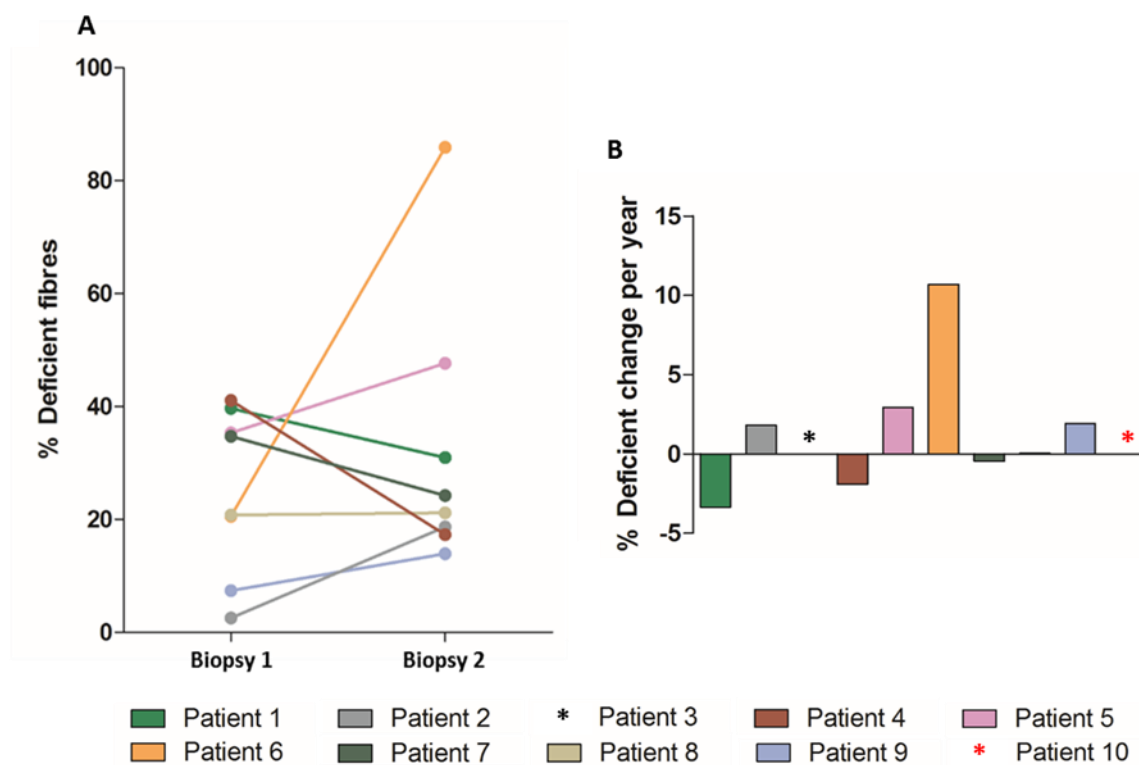 A
% Deficient fibres
100
80
60
40
20
0
Biopsy 1 Biopsy 2
B
% Deficient change per year
15
10
5
0
-5
* *
Patient 1 Patient 2 * Patient 3 Patient 4 Patient 5
Patient 6 Patient 7 Patient 8 Patient 9 * Patient 10